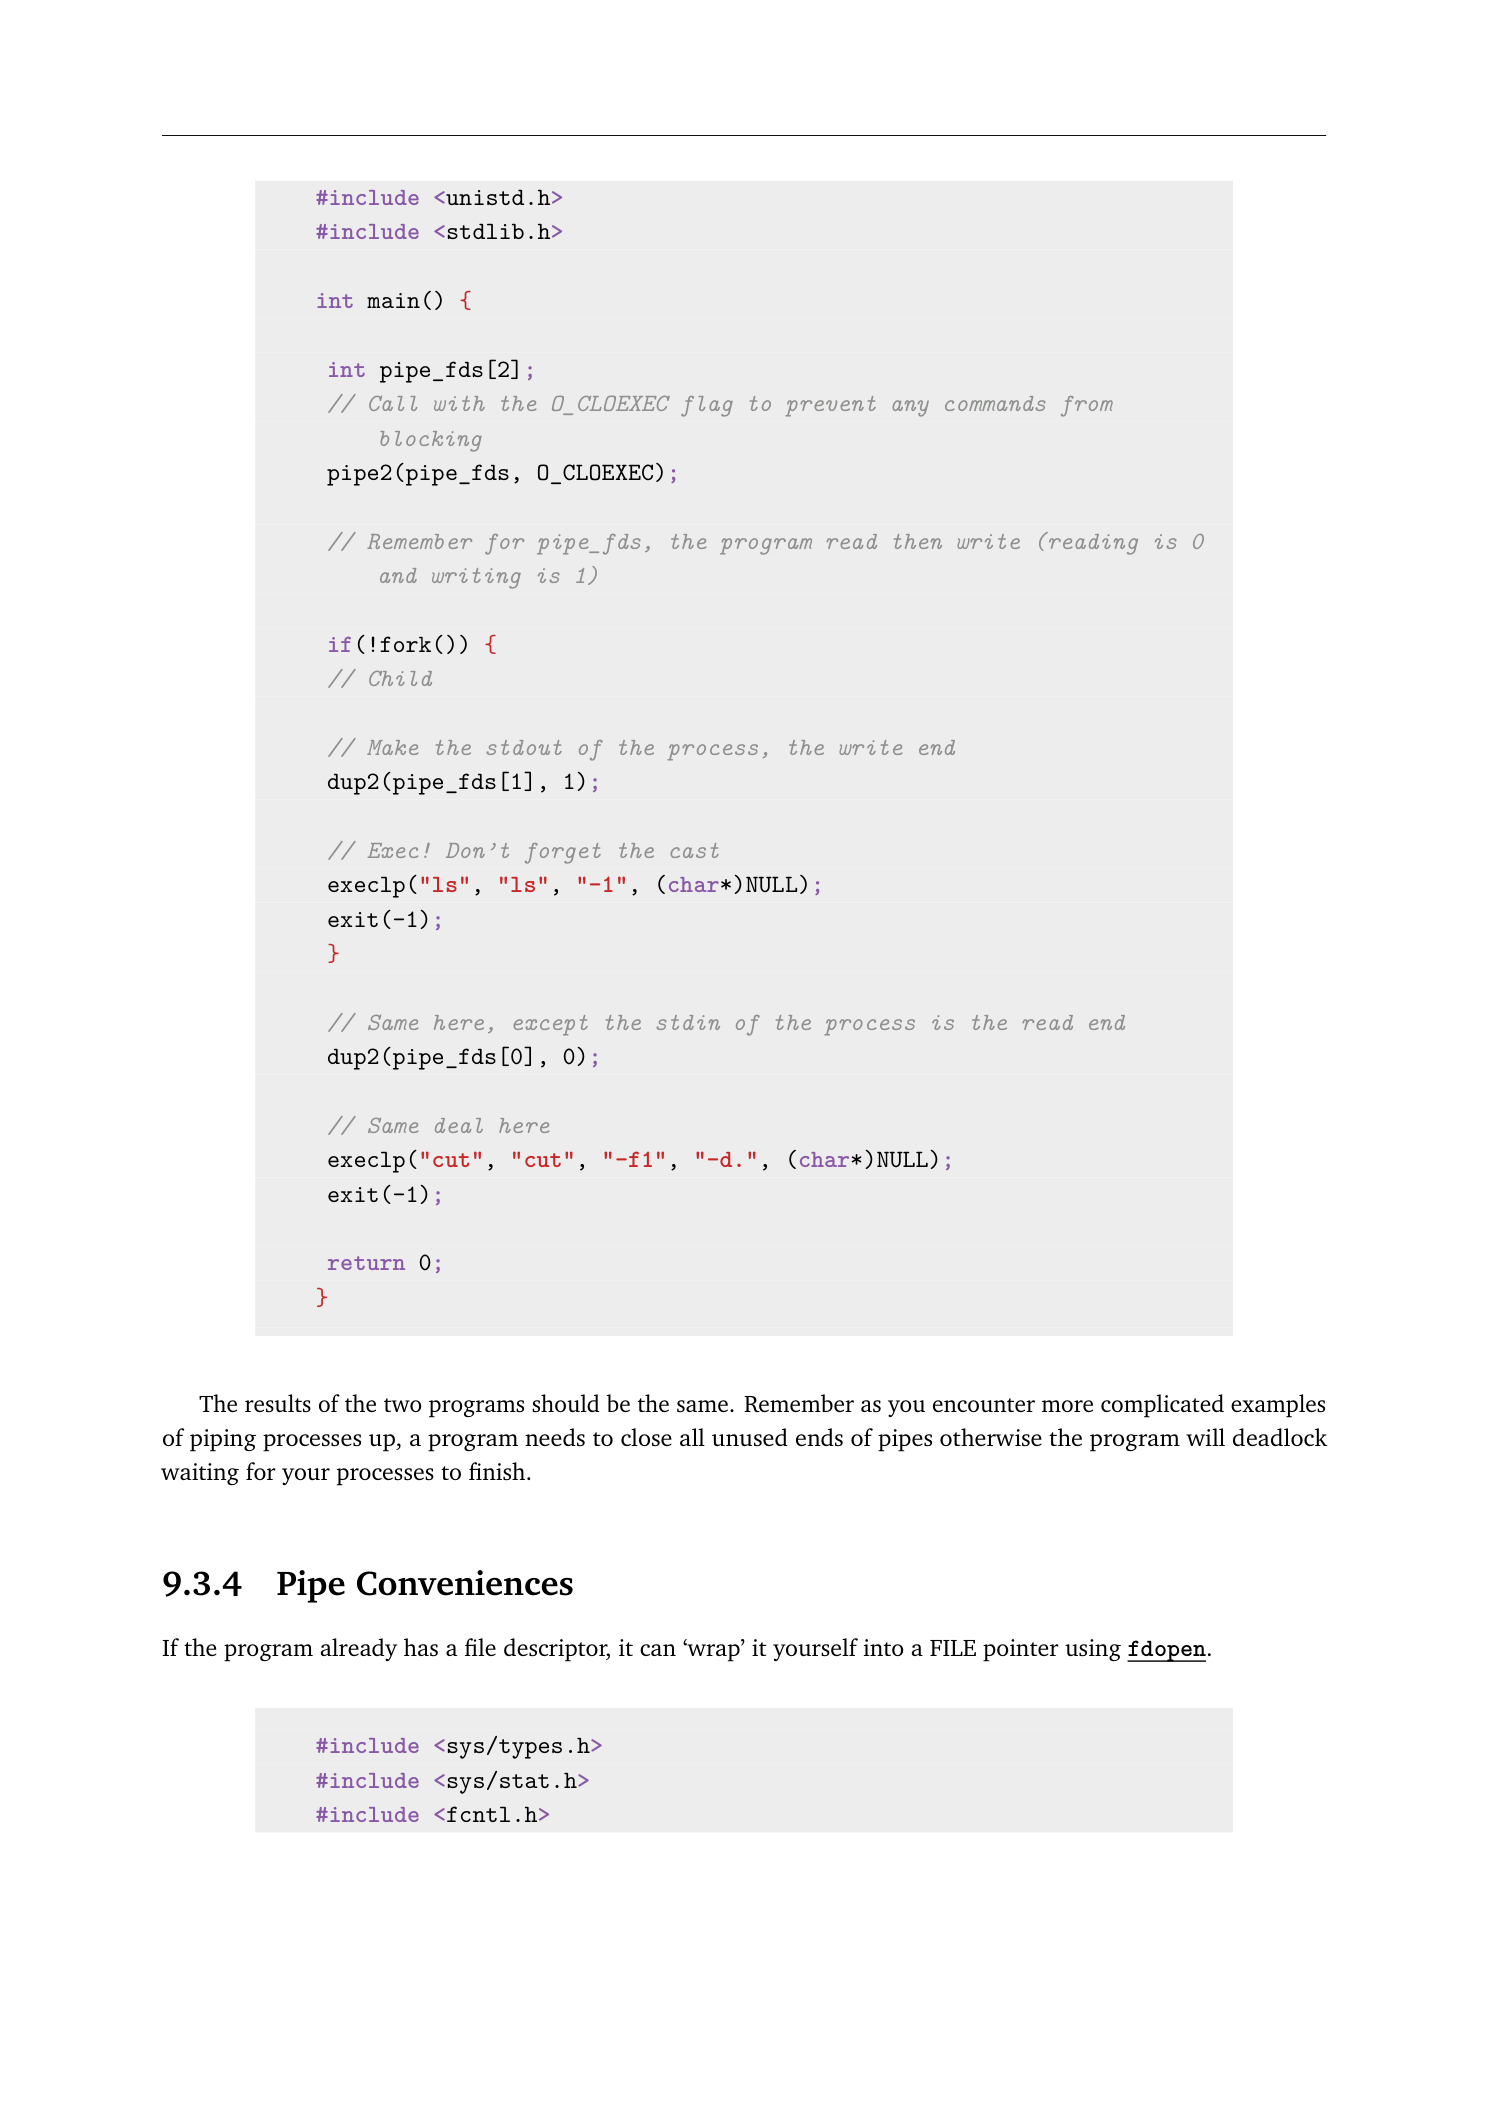 #include <unistd.h>
#include <stdlib.h>
int main() {
int pipe_fds[2];
// Call with the O_CLOEXEC flag to prevent any commands from
blocking
pipe2(pipe_fds, O_CLOEXEC);
// Remember for pipe_fds, the program read then write (reading is 0
and writing is 1)
if(!fork()) {
// Child
// Make the stdout of the process, the write end
dup2(pipe_fds[1], 1);
// Exec! Don't forget the cast
execlp("ls", "ls", "-1", (char*)NULL);
exit(-1);
}
// Same here, except the stdin of the process is the read end
dup2(pipe_fds[0], 0);
// Same deal here
execlp("cut", "cut", "-f1", "-d.", (char*)NULL);
exit(-1);
return 0;
}
The results of the two programs should be the same. Remember as you encounter more complicated examples
of piping processes up, a program needs to close all unused ends of pipes otherwise the program will deadlock
waiting for your processes to finish.
9.3.4 Pipe Conveniences
If the program already has a file descriptor, it can ‘wrap’ it yourself into a FILE pointer using fdopen.
#include <sys/types.h>
#include <sys/stat.h>
#include <fcntl.h>